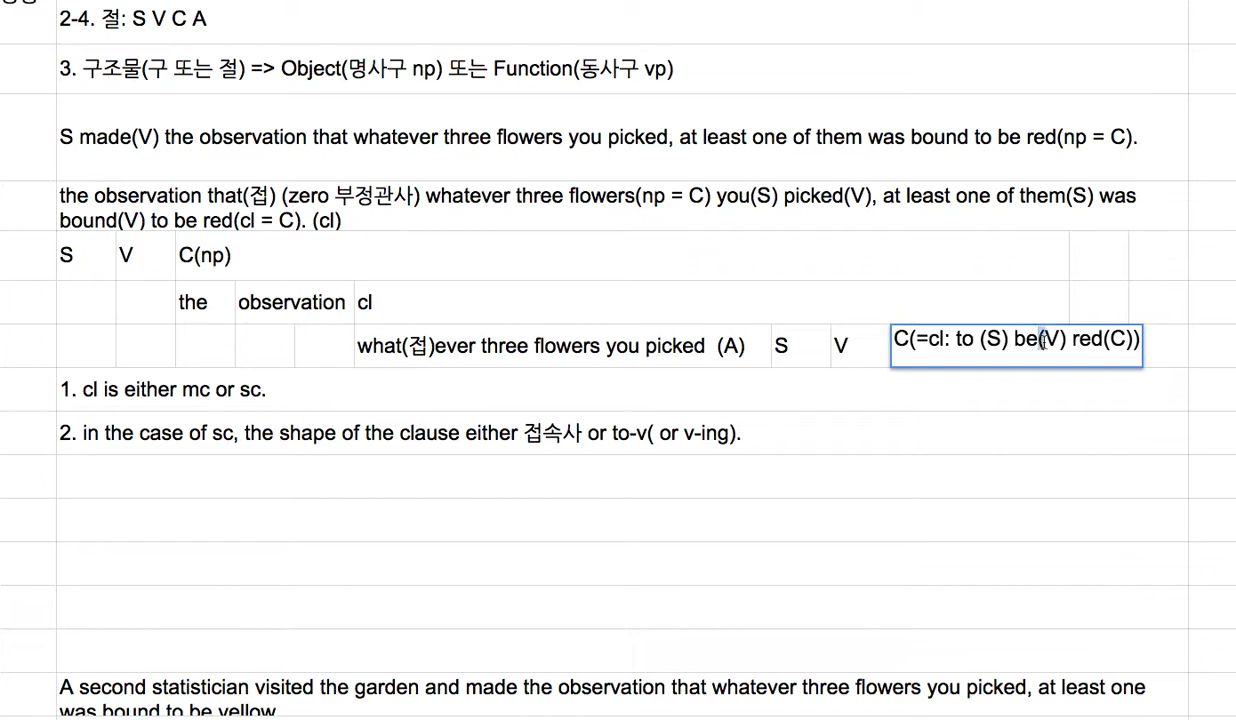 2-4. 절: S V C A
3. 구조물(구 또는 절) => Object(명사구 np) 또는 Function(동사구 vp)
S made(V) the observation that whatever three flowers you picked, at least one of them was bound to be red(np = C).
the observation that(접) (zero 부정관사) whatever three flowers(np = C) you(S) picked(V), at least one of them(S) was
bound(V) to be red(cl = C). (cl)
S V C(np)
the observation cl
what(접)ever three flowers you picked (A) S V C(=cl: to (S) be(V) red(C))
1. cl is either mc or sc.
2. in the case of sc, the shape of the clause either 접속사 or to-v( or v-ing).
A second statistician visited the garden and made the observation that whatever three flowers you picked, at least one
was bound to be yellow